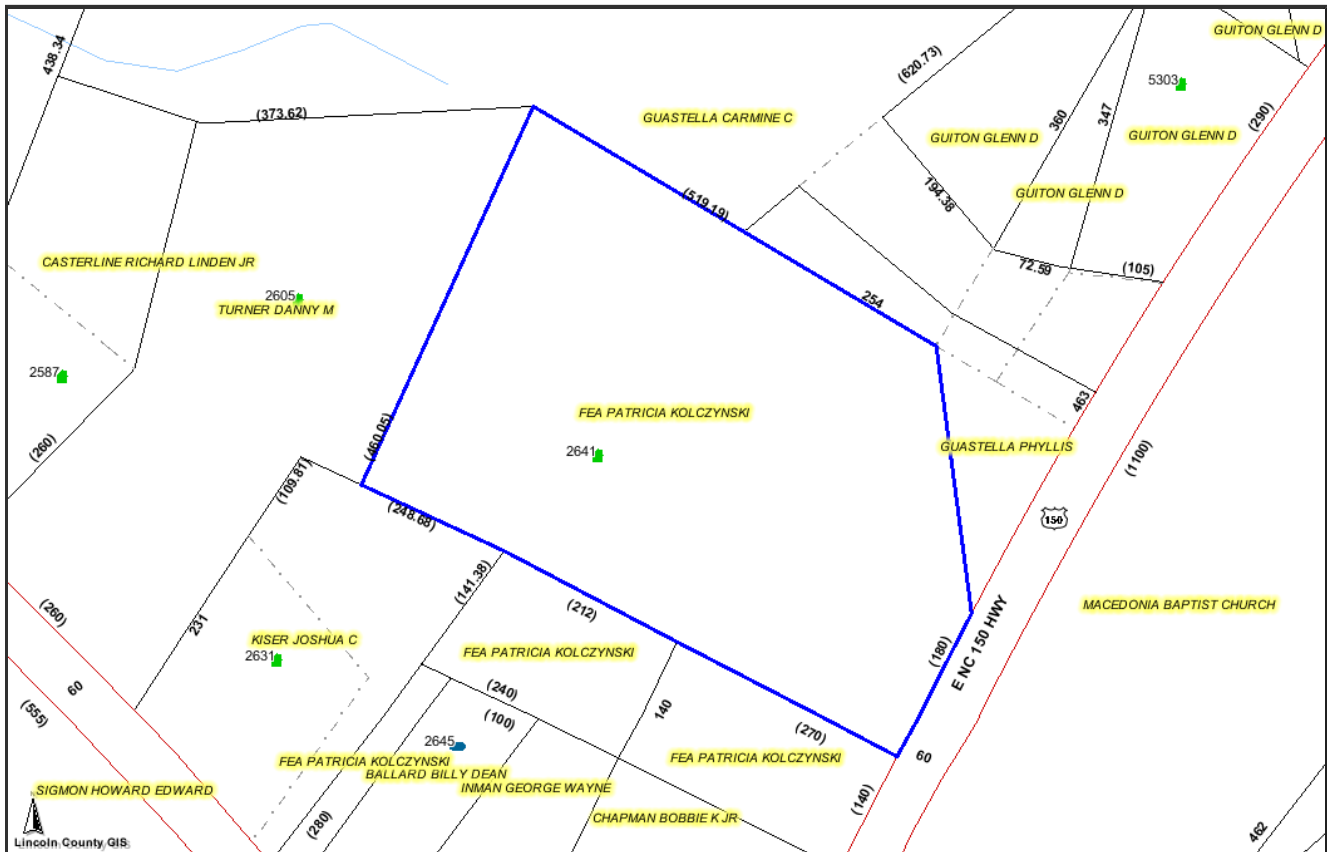 GUITON GLENN D
438.34
(620.73)
5303
(373.62)
GUASTELLA CARMINE C
360
347
(290)
GUITON GLENN D
GUITON GLENN D
194.38
GUITON GLENN D
(519.19)
CASTERLINE RICHARD LINDEN JR
72.59
(105)
2605
TURNER DANNY M
254
2587
(260)
(460.05)
FEA PATRICIA KOLCZYNSKI
463
2641
GUASTELLA PHYLLIS
(1100)
(109.81)
(248.68)
150
(141.38)
(260)
231
(212)
MACEDONIA BAPTIST CHURCH
KISER JOSHUA C
2631
FEA PATRICIA KOLCZYNSKI
(180)
E NC 150 HWY
60
(240)
140
(555)
(100)
(270)
2645
FEA PATRICIA KOLCZYNSKI
FEA PATRICIA KOLCZYNSKI
60
BALLARD BILLY DEAN
SIGMON HOWARD EDWARD
INMAN GEORGE WAYNE
(140)
(280)
CHAPMAN BOBBIE K JR
462
Lincoln County GIS